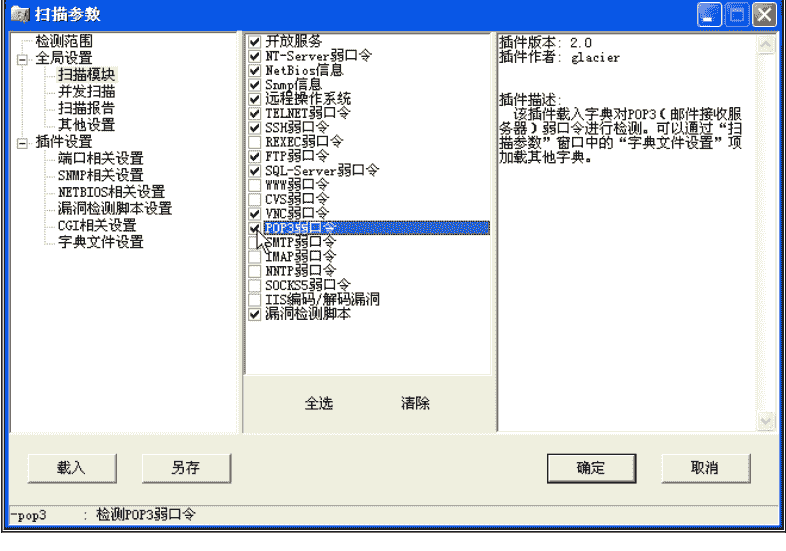 扫描参数
检测范围
全局设置
扫描模块
并发扫描
扫描报告
其他设置
插件设置
端口相关设置
SNMP相关设置
NETBIOS相关设置
漏洞检测脚本设置
CGI相关设置
字典文件设置
开放服务
NT-Server弱口令
NetBios信息
Snmp信息
远程操作系统
TELNET弱口令
SSH弱口令
REXEC弱口令
FTP弱口令
SQL-Server弱口令
WWW弱口令
CVS弱口令
VNC弱口令
POP3弱口令
SMTP弱口令
IMAP弱口令
NNTP弱口令
SOCKS5弱口令
IIS编码/解码漏洞
漏洞检测脚本
全选
清除
插件版本: 2.0
插件作者: glacier
插件描述:
该插件载入字典对POP3(邮件接收服
务器)弱口令进行检测。可以通过“扫
描参数”窗口中的“字典文件设置”项
加载其他字典。
载入
另存
确定
取消
-pop3 : 检测POP3弱口令